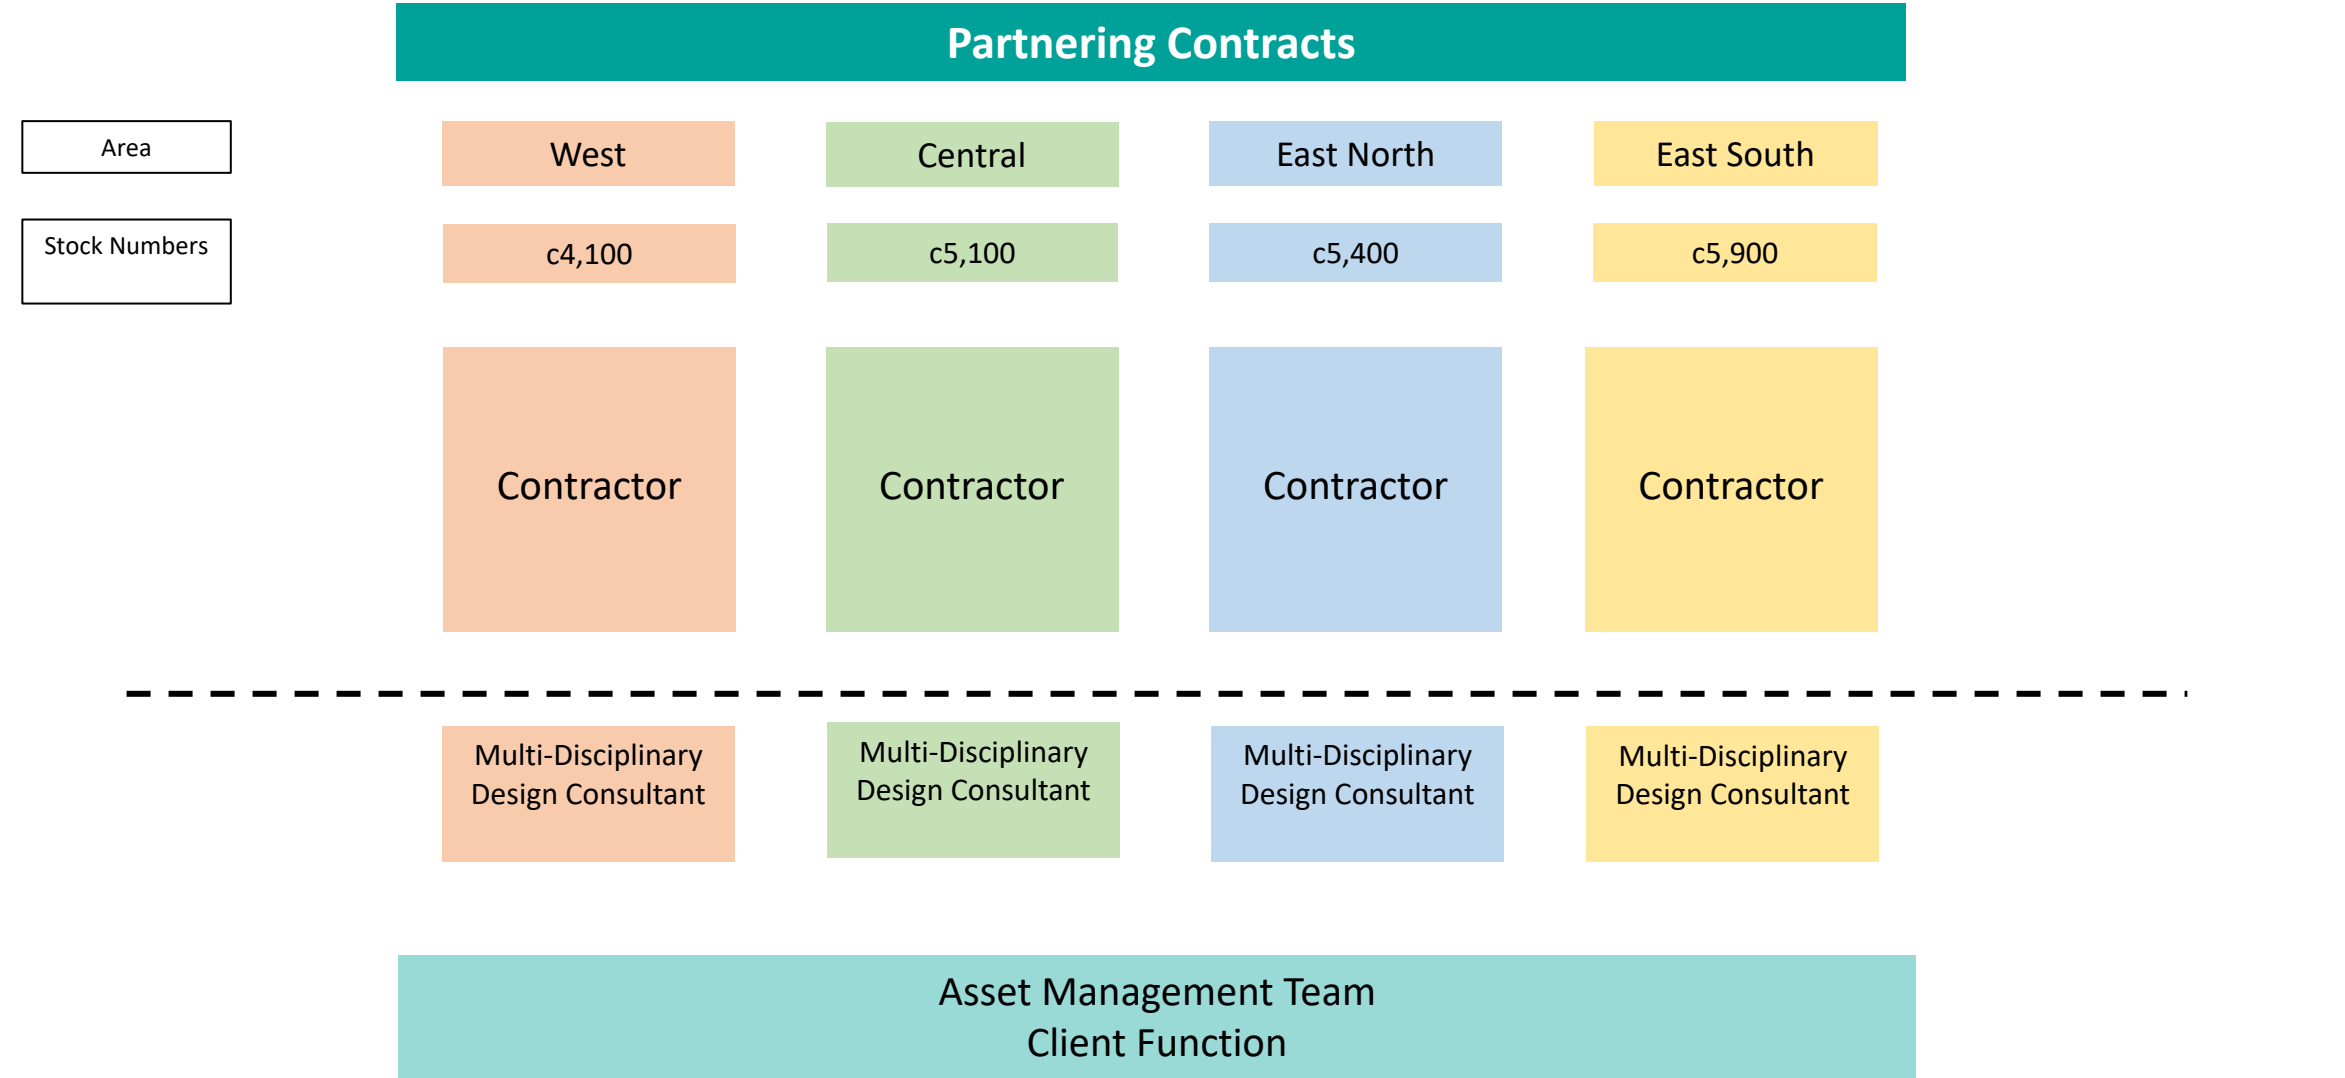 Partnering Contracts
Area
West
Central
East North
East South
Stock Numbers
c4,100
c5,100
c5,400
c5,900
Contractor
Contractor
Contractor
Contractor
Multi-Disciplinary
Design Consultant
Multi-Disciplinary
Design Consultant
Multi-Disciplinary
Design Consultant
Multi-Disciplinary
Design Consultant
Asset Management Team
Client Function